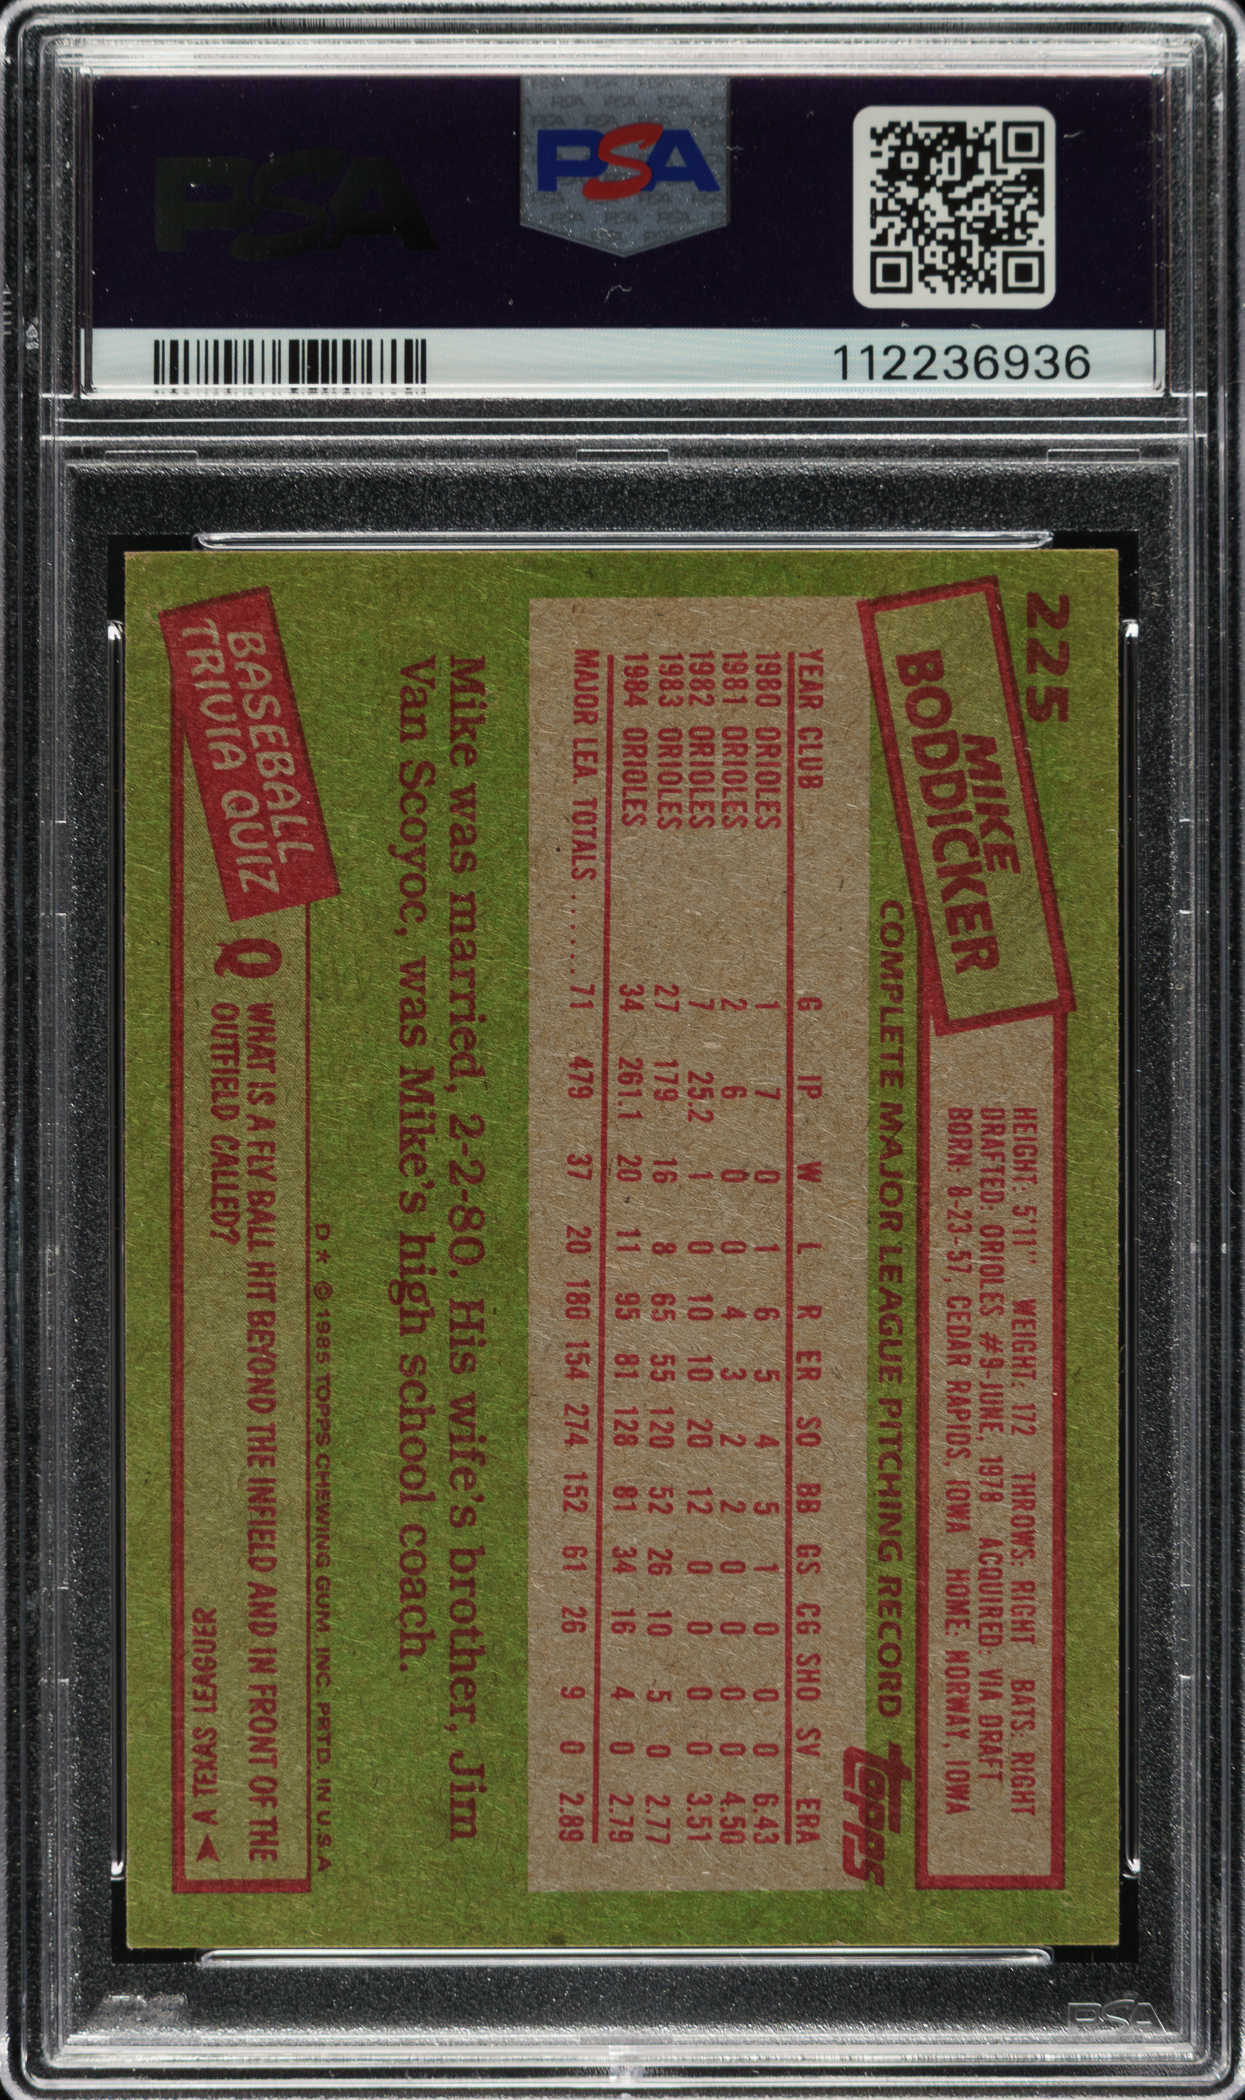 PSA
PSA
112236936
225
MIKE
BODDICKER
HEIGHT: 5'11" WEIGHT: 172 THROWS: RIGHT BATS: RIGHT
DRAFTED: ORIOLES #9-JUNE, 1978 ACQUIRED: VIA DRAFT
BORN: 8-23-57, CEDAR RAPIDS, IOWA HOME: NORWAY, IOWA
COMPLETE MAJOR LEAGUE PITCHING RECORD
topps
YEAR CLUB G IP W L R ER SO BB GS CG SHO SV ERA
1980 ORIOLES 1 7 0 1 6 5 4 5 1 0 0 0 6.43
1981 ORIOLES 2 6 0 0 4 3 2 2 0 0 0 0 4.50
1982 ORIOLES 7 25.2 1 0 10 10 20 12 0 0 0 0 3.51
1983 ORIOLES 27 179 16 8 65 55 120 52 26 10 5 0 2.77
1984 ORIOLES 34 261.1 20 11 95 81 128 81 34 16 4 0 2.79
MAJOR LEA. TOTALS ...... 71 479 37 20 180 154 274 152 61 26 9 0 2.89
Mike was married, 2-2-80. His wife's brother, Jim
Van Scoyoc, was Mike's high school coach.
D * © 1985 TOPPS CHEWING GUM, INC. PRTD. IN U.S.A
BASEBALL
TRIVIA QUIZ
Q WHAT IS A FLY BALL HIT BEYOND THE INFIELD AND IN FRONT OF THE
OUTFIELD CALLED?
A TEXAS LEAGUER
PSA